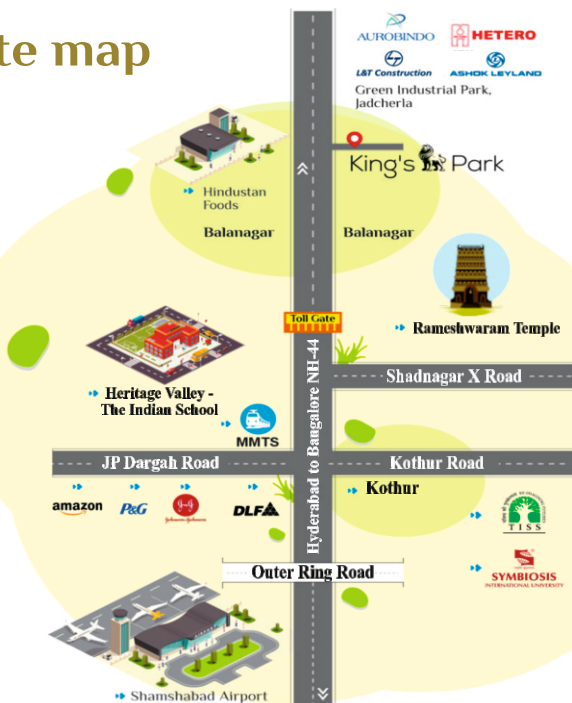 te map
AUROBINDO
HETERO
L&T Construction
ASHOK LEYLAND
Green Industrial Park,
Jadcherla
King's Park
Hindustan
Foods
Balanagar
Balanagar
Toll Gate
Rameshwaram Temple
Hyderabad to Bangalore NH-44
Shadnagar X Road
Heritage Valley -
The Indian School
MMTS
JP Dargah Road
Kothur Road
amazon
P&G
Johnson & Johnson
DLF
Kothur
TISS
SYMBIOSIS
INTERNATIONAL UNIVERSITY
Outer Ring Road
Shamshabad Airport